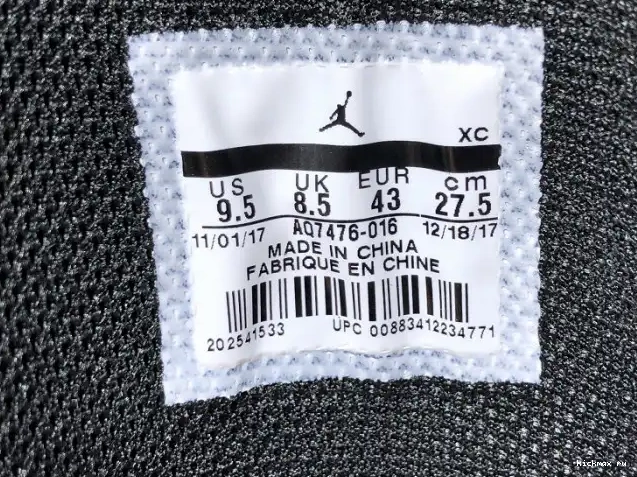 XC
US UK EUR cm
9.5 8.5 43 27.5
11/01/17 AQ7476-016 12/18/17
MADE IN CHINA
FABRIQUE EN CHINE
202541533 UPC 00883412234771